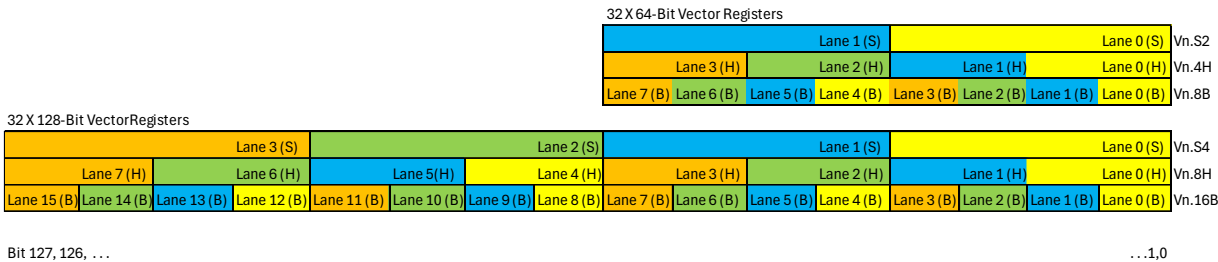 32 X 64-Bit Vector Registers
Lane 1 (S) Lane 0 (S) Vn.S2
Lane 3 (H) Lane 2 (H) Lane 1 (H) Lane 0 (H) Vn.4H
Lane 7 (B) Lane 6 (B) Lane 5 (B) Lane 4 (B) Lane 3 (B) Lane 2 (B) Lane 1 (B) Lane 0 (B) Vn.8B
32 X 128-Bit VectorRegisters
Lane 3 (S) Lane 2 (S) Lane 1 (S) Lane 0 (S) Vn.S4
Lane 7 (H) Lane 6 (H) Lane 5(H) Lane 4 (H) Lane 3 (H) Lane 2 (H) Lane 1 (H) Lane 0 (H) Vn.8H
Lane 15 (B) Lane 14 (B) Lane 13 (B) Lane 12 (B) Lane 11 (B) Lane 10 (B) Lane 9 (B) Lane 8 (B) Lane 7 (B) Lane 6 (B) Lane 5 (B) Lane 4 (B) Lane 3 (B) Lane 2 (B) Lane 1 (B) Lane 0 (B) Vn.16B
Bit 127, 126, . . . . . .1,0